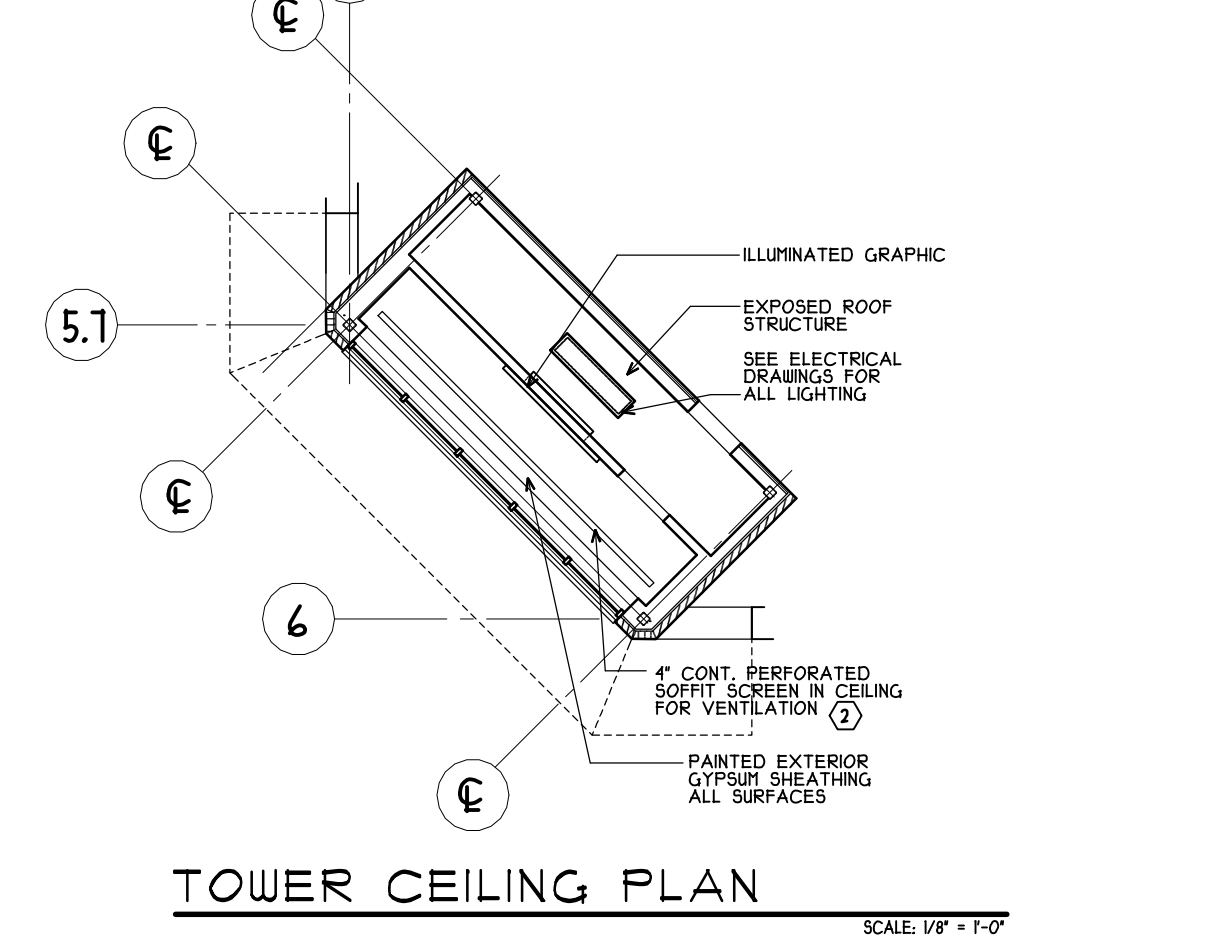 ℄
℄
ILLUMINATED GRAPHIC
EXPOSED ROOF
STRUCTURE
5.7
SEE ELECTRICAL
DRAWINGS FOR
ALL LIGHTING
℄
6
4" CONT. PERFORATED
SOFFIT SCREEN IN CEILING
FOR VENTILATION 2
PAINTED EXTERIOR
GYPSUM SHEATHING
ALL SURFACES
℄
TOWER CEILING PLAN
SCALE: 1/8" = 1'-0"